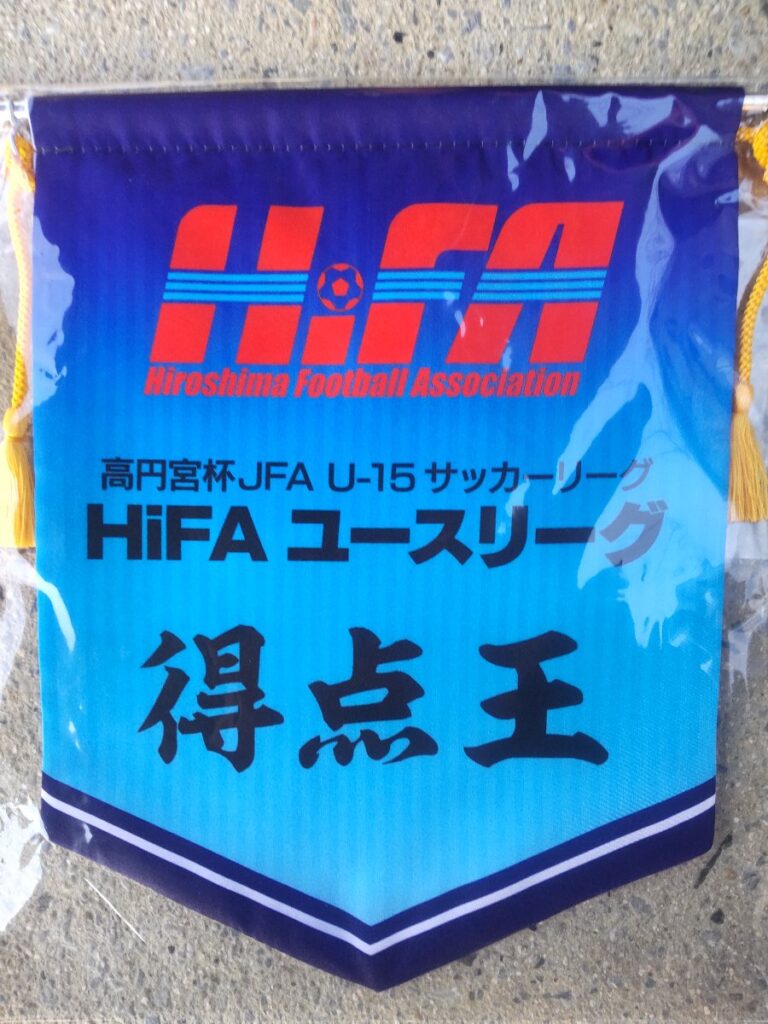 HiFA
Hiroshima Football Association
高円宮杯JFA U-15 サッカーリーグ
HiFA ユースリーグ
得点王